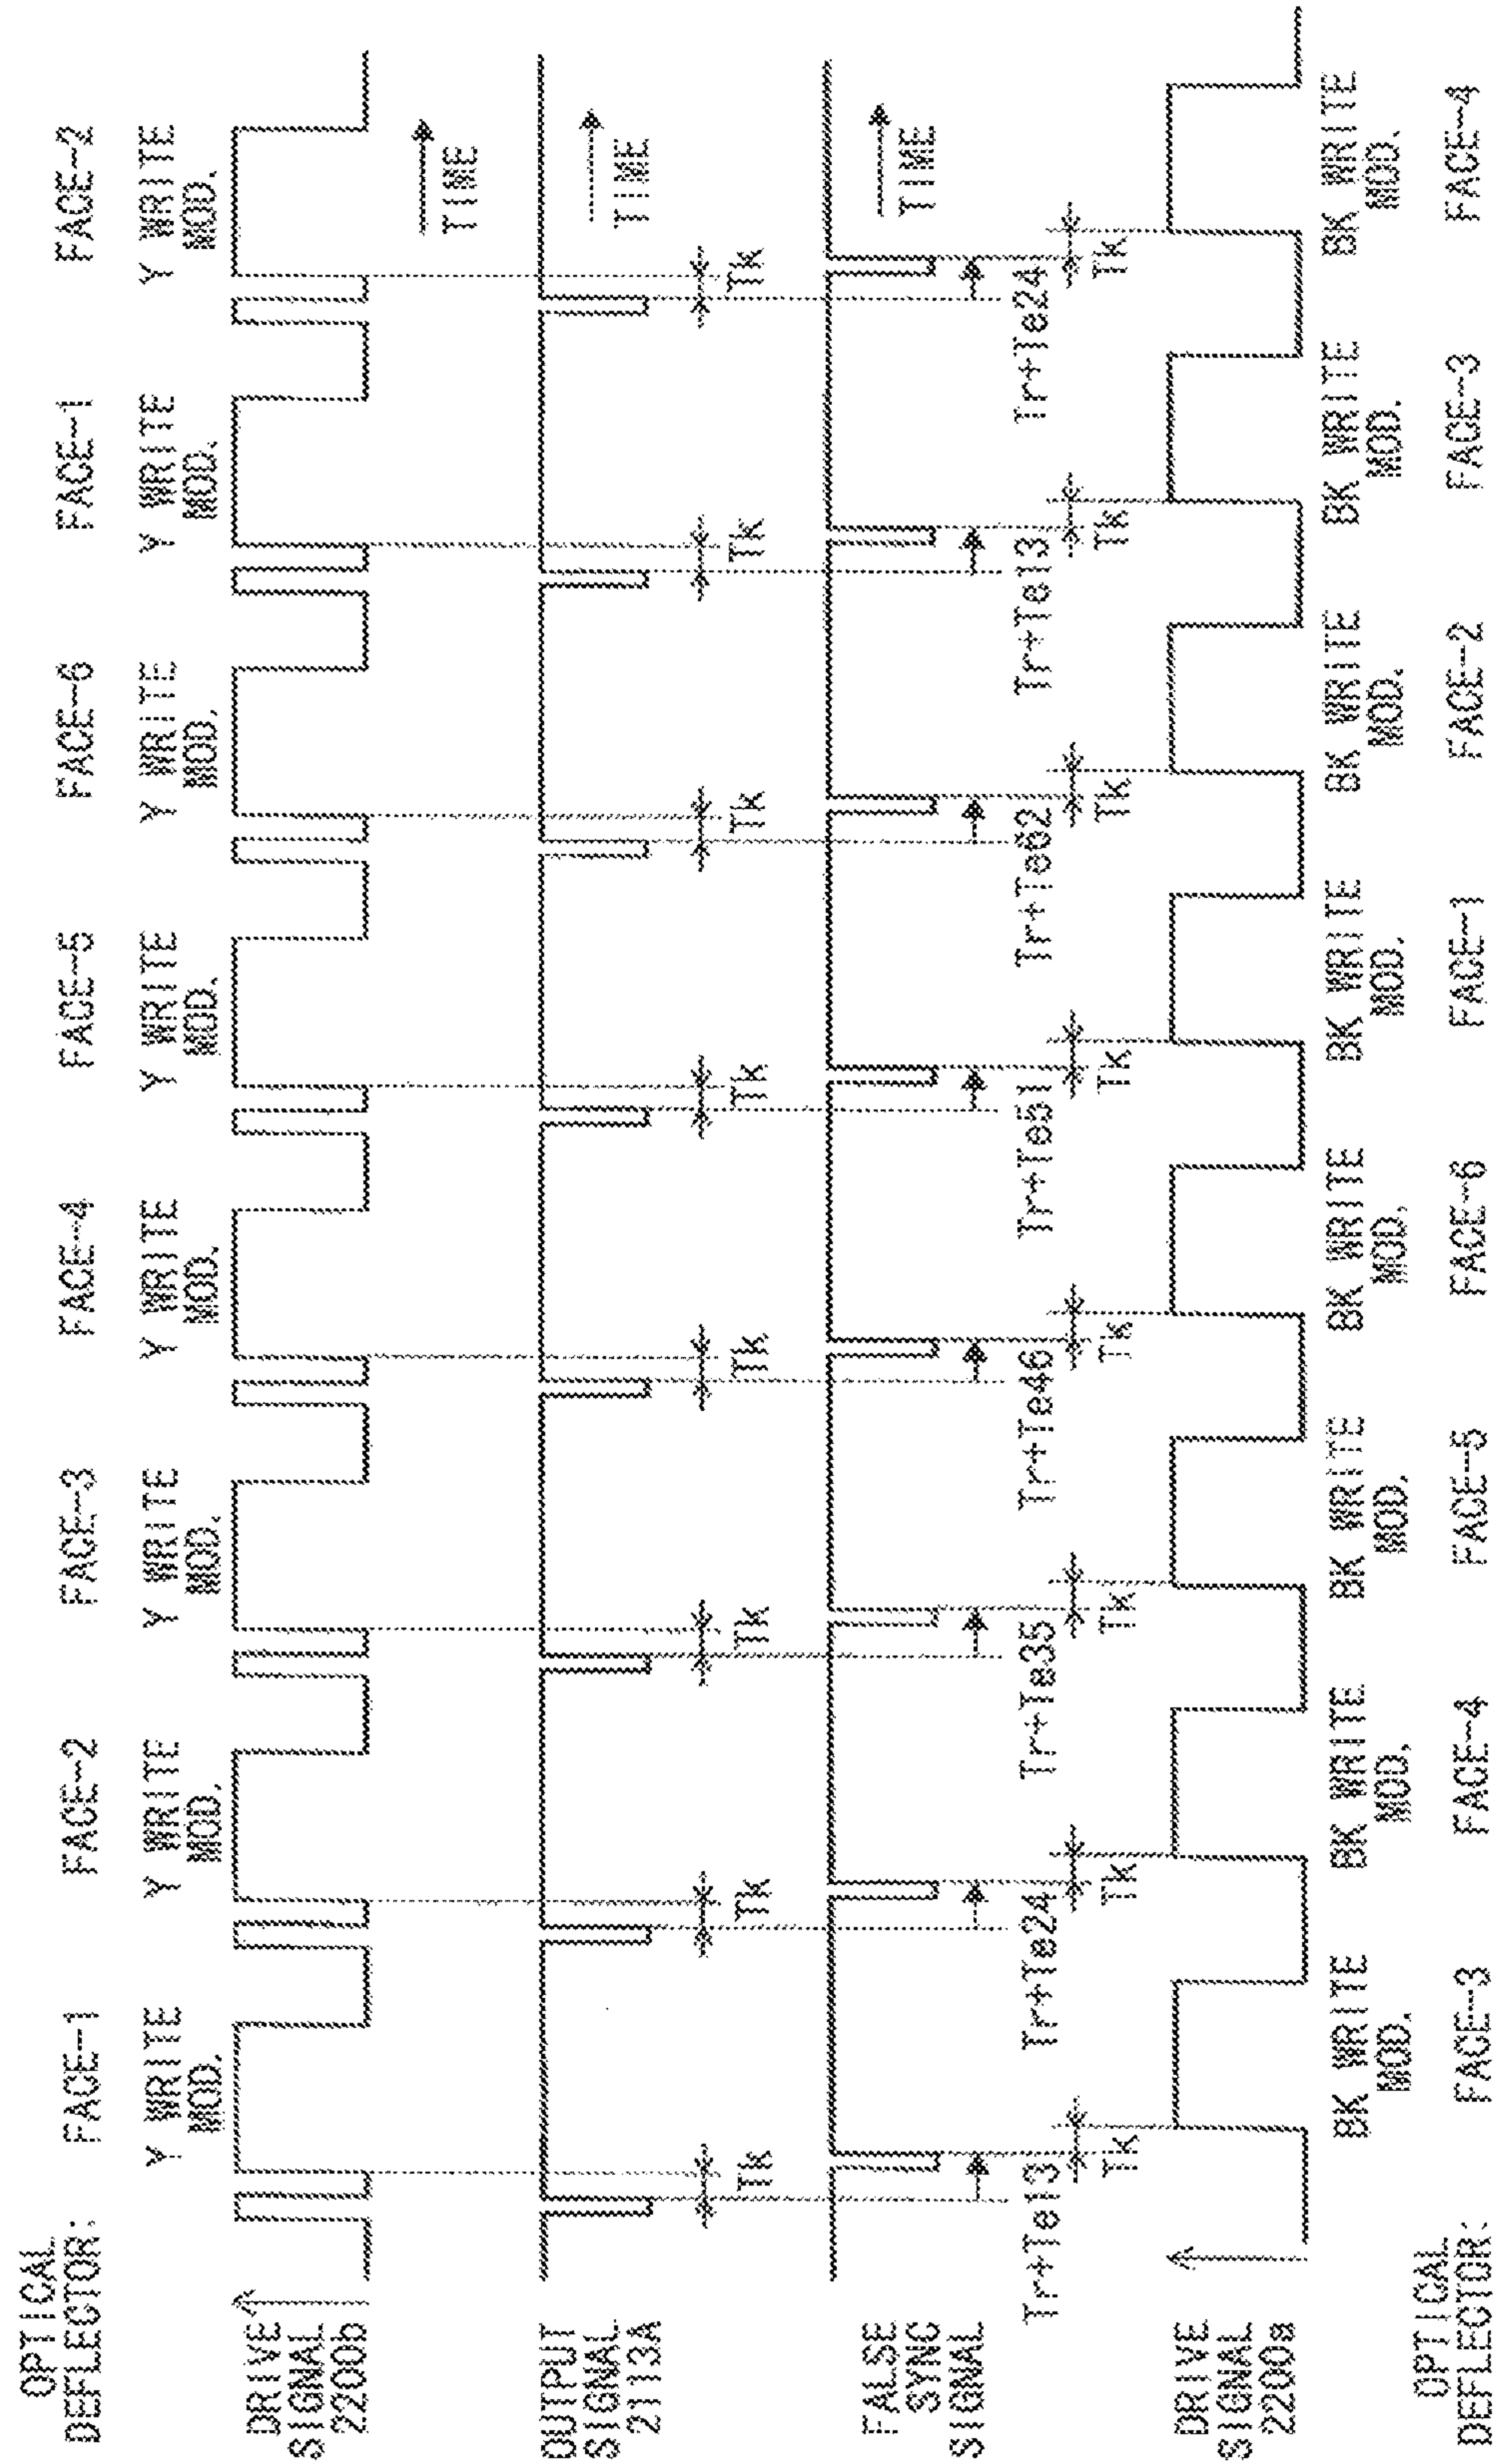 OPTICAL
DEFLECTOR:
FACE-1
FACE-2
FACE-3
FACE-4
FACE-5
FACE-6
FACE-1
FACE-2
Y WRITE
MOD.
Y WRITE
MOD.
Y WRITE
MOD.
Y WRITE
MOD.
Y WRITE
MOD.
Y WRITE
MOD.
Y WRITE
MOD.
Y WRITE
MOD.
DRIVE
SIGNAL
2200b
TIME
OUTPUT
SIGNAL
2113A
TIME
Tk
Tk
Tk
Tk
Tk
Tk
Tk
Tk
FALSE
SYNC
SIGNAL
TIME
Tr+Te13
Tr+Te24
Tr+Te35
Tr+Te46
Tr+Te51
Tr+Te62
Tr+Te13
Tr+Te24
Tk
Tk
Tk
Tk
Tk
Tk
Tk
Tk
DRIVE
SIGNAL
2200a
BK WRITE
MOD.
BK WRITE
MOD.
BK WRITE
MOD.
BK WRITE
MOD.
BK WRITE
MOD.
BK WRITE
MOD.
BK WRITE
MOD.
BK WRITE
MOD.
OPTICAL
DEFLECTOR:
FACE-3
FACE-4
FACE-5
FACE-6
FACE-1
FACE-2
FACE-3
FACE-4